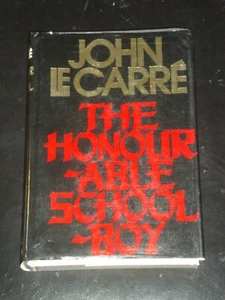 JOHN
LE CARRÉ
THE
HONOUR
-ABLE
SCHOOL
-BOY